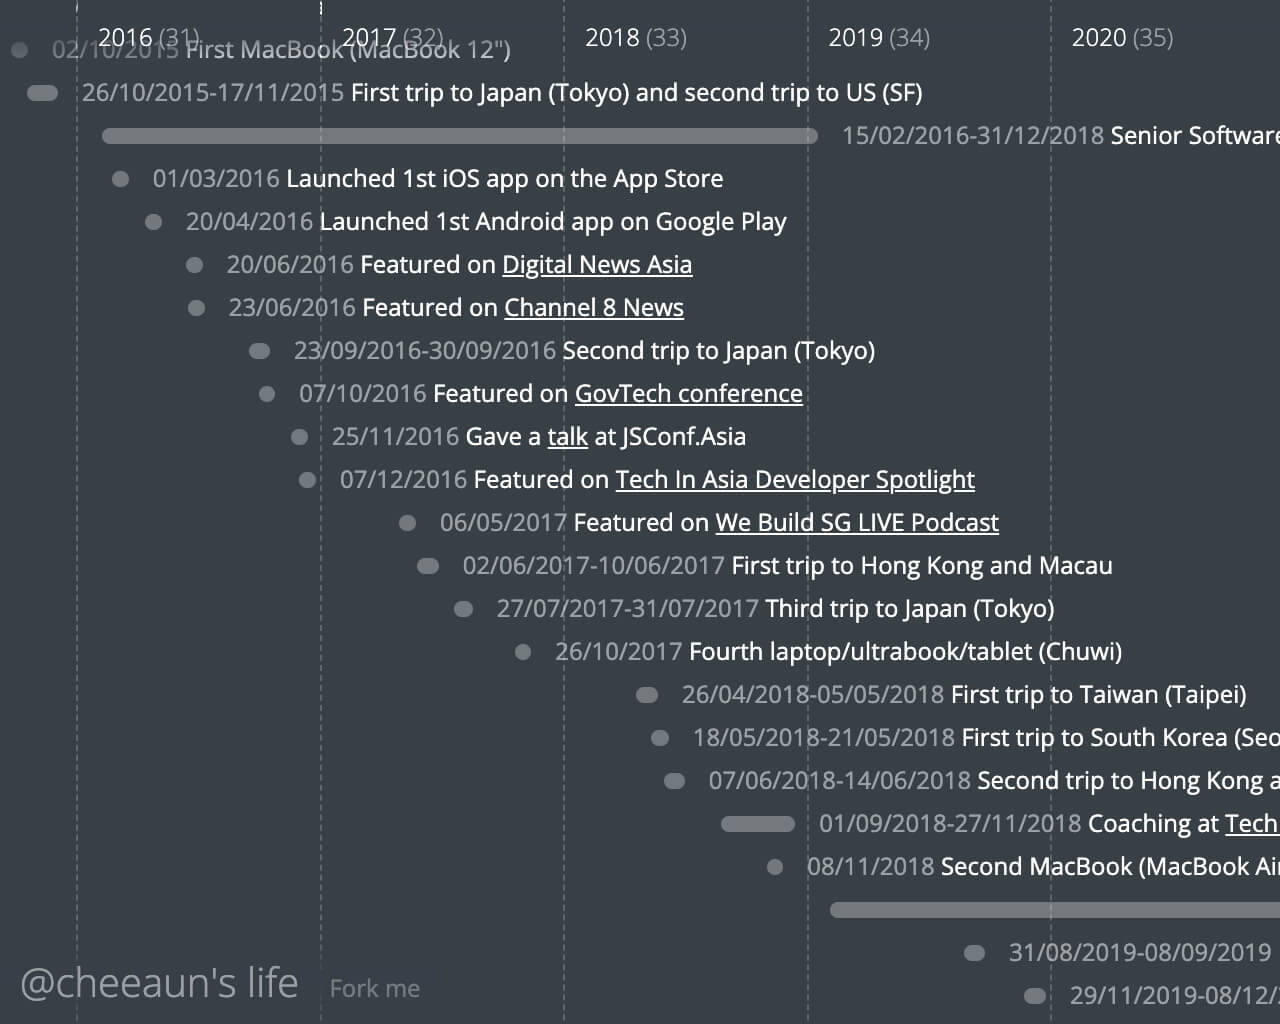 2016 (31) 2017 (32) 2018 (33) 2019 (34) 2020 (35)
02/10/2015 First MacBook (MacBook 12")
26/10/2015-17/11/2015 First trip to Japan (Tokyo) and second trip to US (SF)
15/02/2016-31/12/2018 Senior Software
01/03/2016 Launched 1st iOS app on the App Store
20/04/2016 Launched 1st Android app on Google Play
20/06/2016 Featured on Digital News Asia
23/06/2016 Featured on Channel 8 News
23/09/2016-30/09/2016 Second trip to Japan (Tokyo)
07/10/2016 Featured on GovTech conference
25/11/2016 Gave a talk at JSConf.Asia
07/12/2016 Featured on Tech In Asia Developer Spotlight
06/05/2017 Featured on We Build SG LIVE Podcast
02/06/2017-10/06/2017 First trip to Hong Kong and Macau
27/07/2017-31/07/2017 Third trip to Japan (Tokyo)
26/10/2017 Fourth laptop/ultrabook/tablet (Chuwi)
26/04/2018-05/05/2018 First trip to Taiwan (Taipei)
18/05/2018-21/05/2018 First trip to South Korea (Seo
07/06/2018-14/06/2018 Second trip to Hong Kong a
01/09/2018-27/11/2018 Coaching at Tech
08/11/2018 Second MacBook (MacBook Air
31/08/2019-08/09/2019
29/11/2019-08/12/
@cheeaun's life Fork me